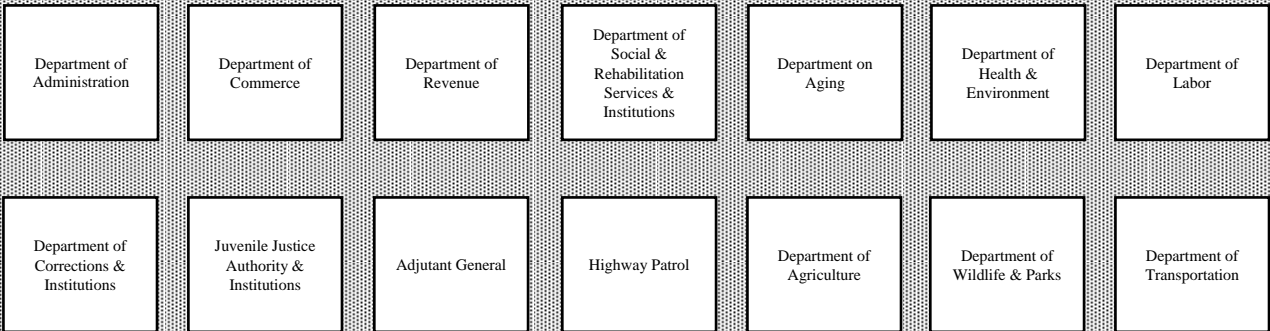 Department of
Administration
Department of
Commerce
Department of
Revenue
Department of
Social &
Rehabilitation
Services &
Institutions
Department on
Aging
Department of
Health &
Environment
Department of
Labor
Department of
Corrections &
Institutions
Juvenile Justice
Authority &
Institutions
Adjutant General
Highway Patrol
Department of
Agriculture
Department of
Wildlife & Parks
Department of
Transportation